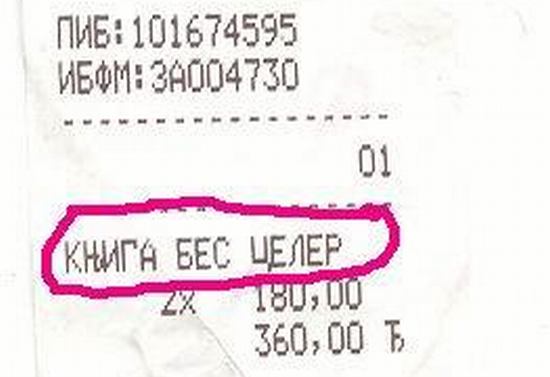 ПИБ:101674595
ИБФМ:ЗА004730
01
КЊИГА БЕС ЦЕЛЕР
2x 180,00
360,00 Ђ